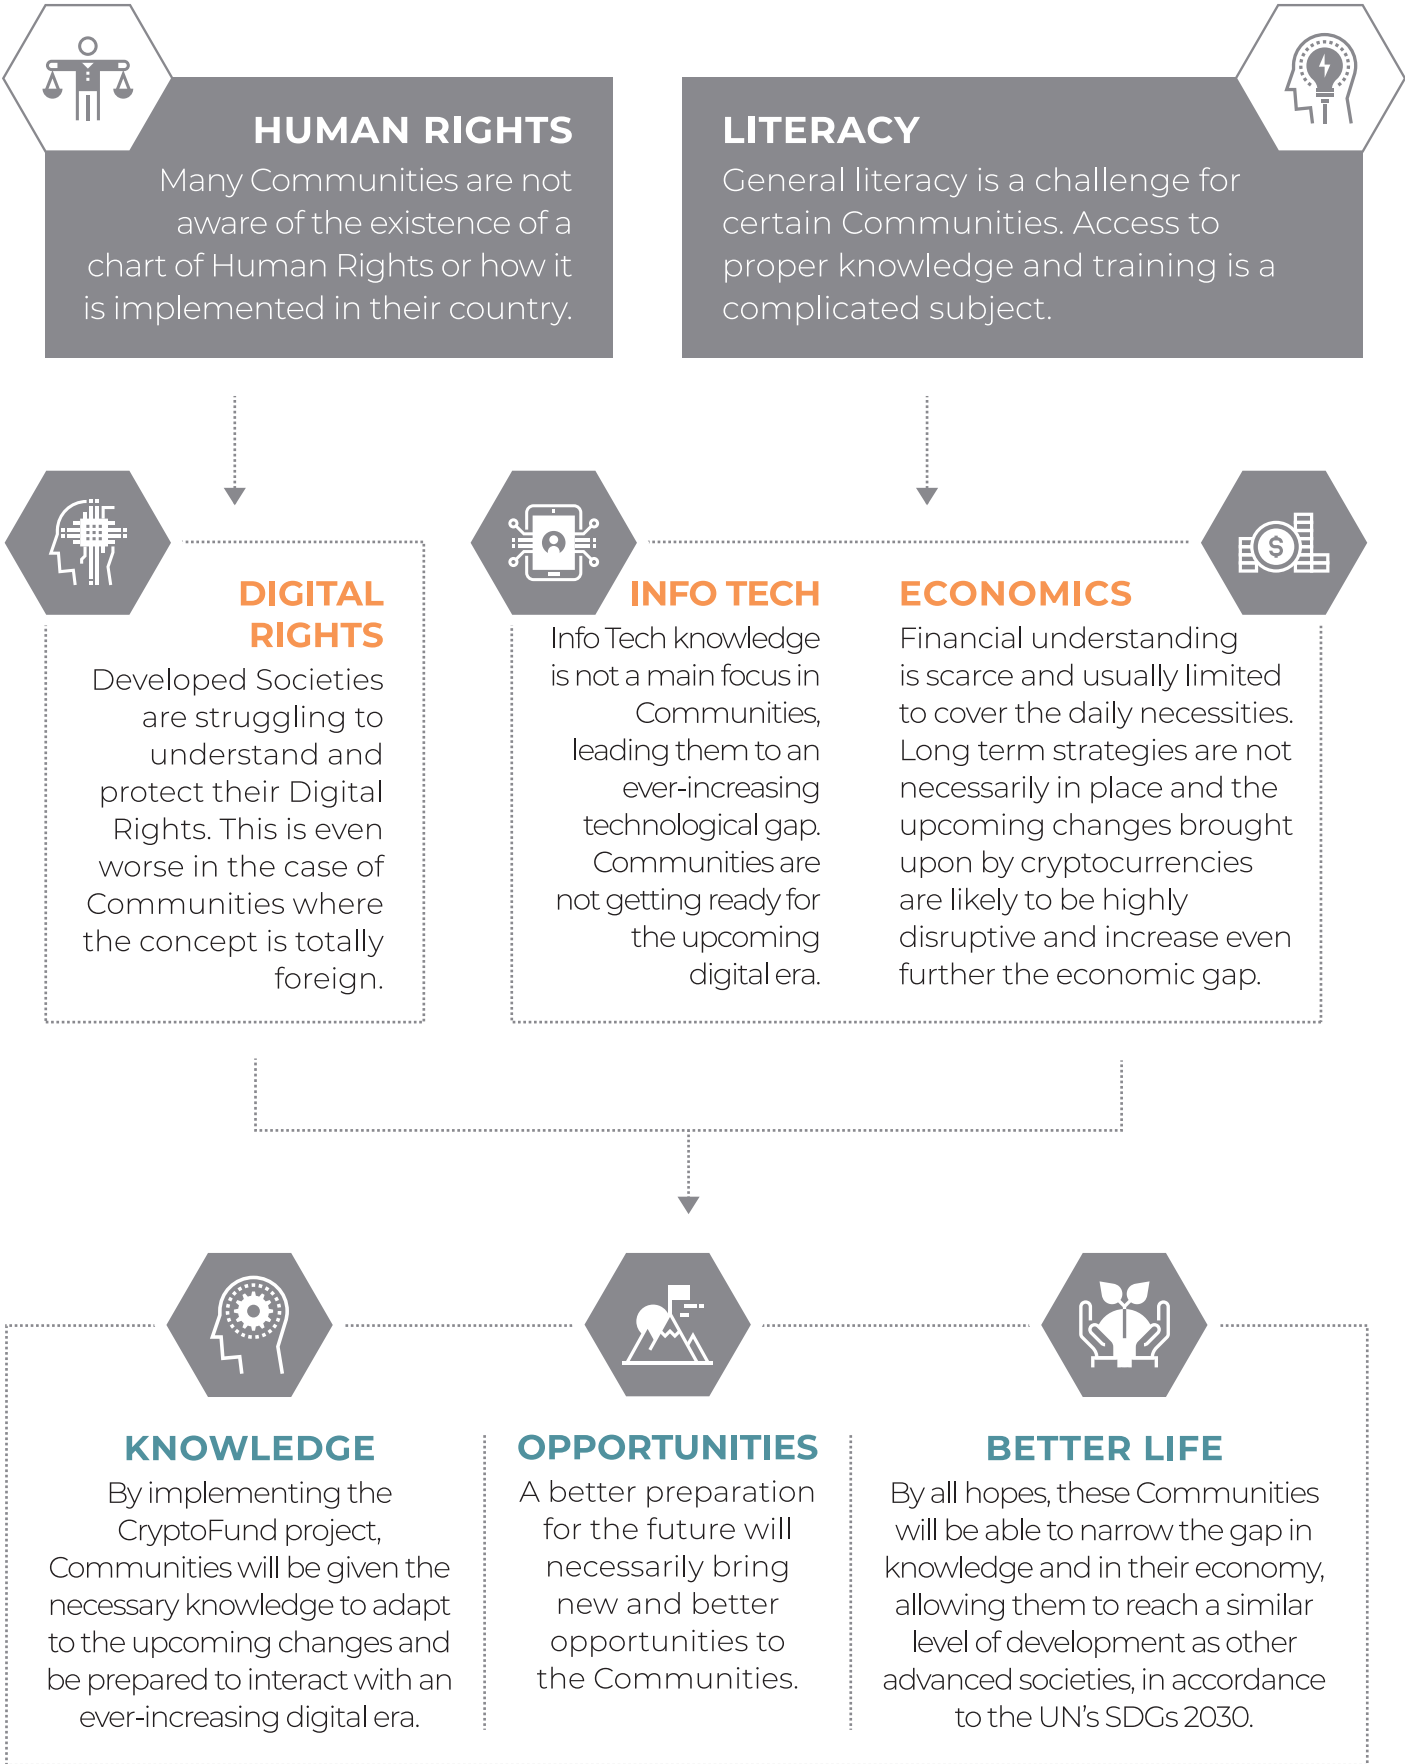 HUMAN RIGHTS
Many Communities are not
aware of the existence of a
chart of Human Rights or how it
is implemented in their country.
LITERACY
General literacy is a challenge for
certain Communities. Access to
proper knowledge and training is a
complicated subject.
DIGITAL
RIGHTS
Developed Societies
are struggling to
understand and
protect their Digital
Rights. This is even
worse in the case of
Communities where
the concept is totally
foreign.
INFO TECH
Info Tech knowledge
is not a main focus in
Communities,
leading them to an
ever-increasing
technological gap.
Communities are
not getting ready for
the upcoming
digital era.
ECONOMICS
Financial understanding
is scarce and usually limited
to cover the daily necessities.
Long term strategies are not
necessarily in place and the
upcoming changes brought
upon by cryptocurrencies
are likely to be highly
disruptive and increase even
further the economic gap.
KNOWLEDGE
By implementing the
CryptoFund project,
Communities will be given the
necessary knowledge to adapt
to the upcoming changes and
be prepared to interact with an
ever-increasing digital era.
OPPORTUNITIES
A better preparation
for the future will
necessarily bring
new and better
opportunities to
the Communities.
BETTER LIFE
By all hopes, these Communities
will be able to narrow the gap in
knowledge and in their economy,
allowing them to reach a similar
level of development as other
advanced societies, in accordance
to the UN's SDGs 2030.